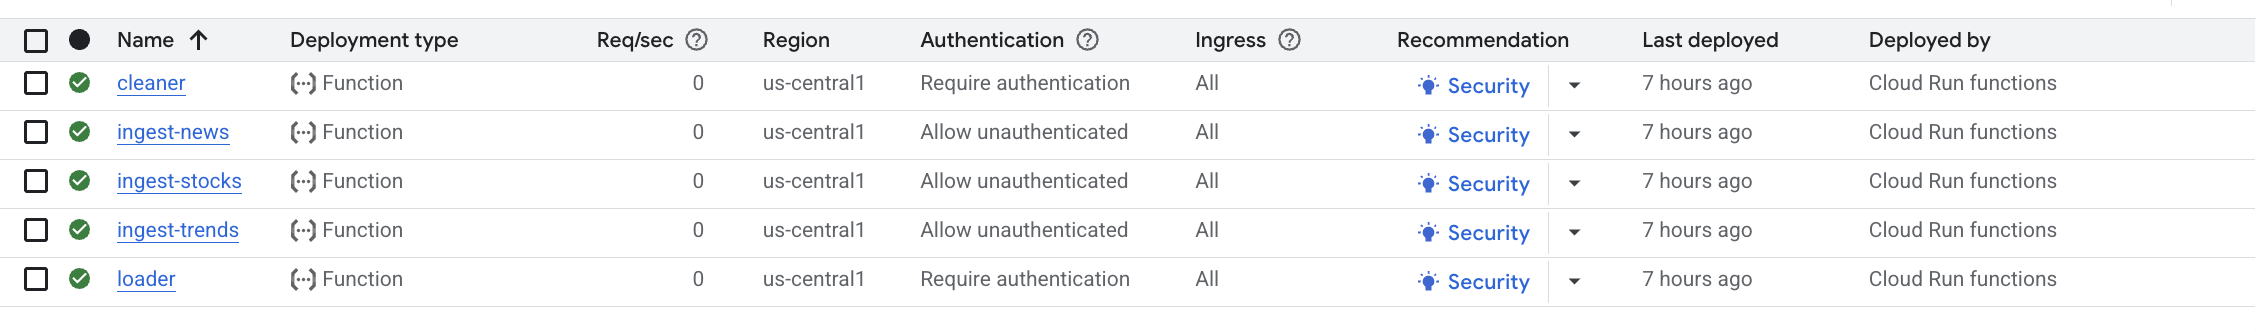 Name Deployment type Req/sec Region Authentication Ingress Recommendation Last deployed Deployed by
cleaner Function 0 us-central1 Require authentication All Security 7 hours ago Cloud Run functions
ingest-news Function 0 us-central1 Allow unauthenticated All Security 7 hours ago Cloud Run functions
ingest-stocks Function 0 us-central1 Allow unauthenticated All Security 7 hours ago Cloud Run functions
ingest-trends Function 0 us-central1 Allow unauthenticated All Security 7 hours ago Cloud Run functions
loader Function 0 us-central1 Require authentication All Security 7 hours ago Cloud Run functions